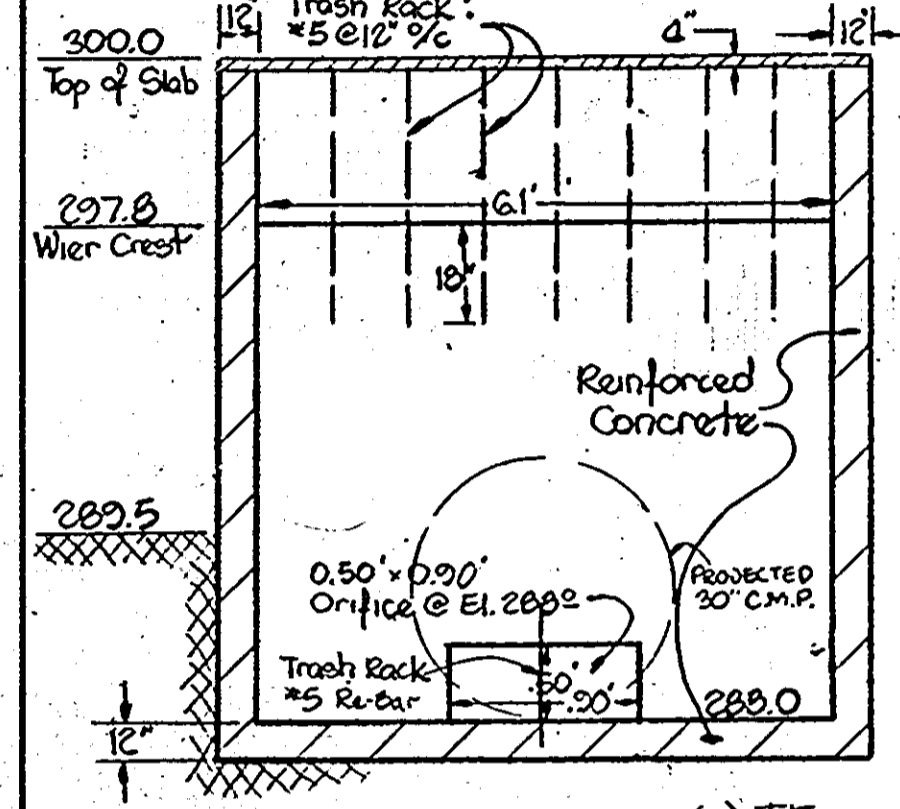 12"
Trash Rack:
#5 @ 12" o/c
4"
12"
300.0
Top of Slab
297.8
Wier Crest
6.1'
18"
Reinforced
Concrete
289.5
0.50' x 0.90'
Orifice @ El. 288.0
PROJECTED
30" C.M.P.
Trash Rack
#5 Re-Bar
.50'
.90'
288.0
12"